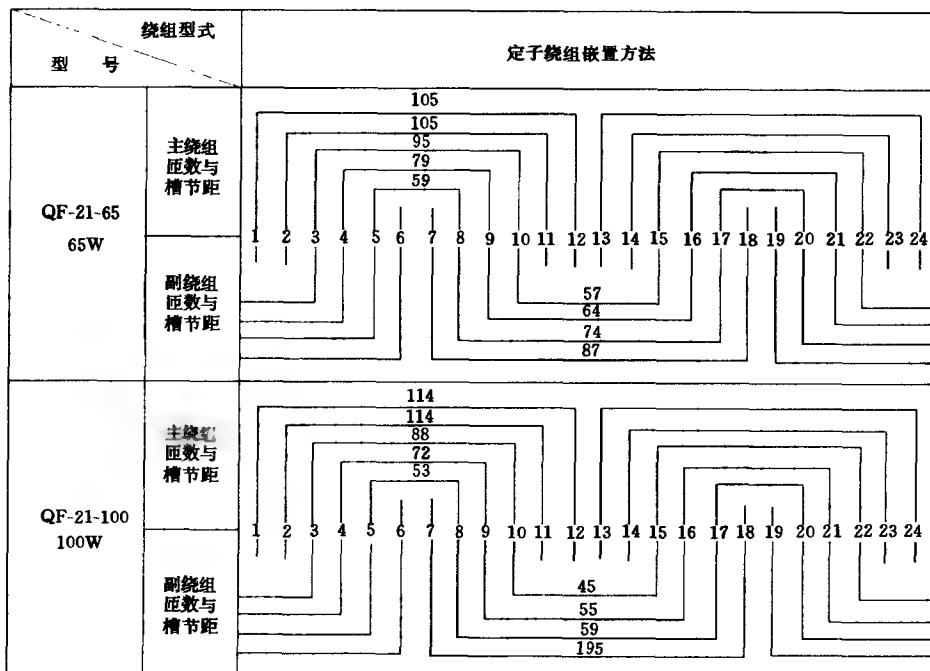 绕组型式
型 号
定子绕组嵌置方法
QF-21-65
65W
主绕组
匝数与
槽节距
105
105
95
79
59
1 2 3 4 5 6 7 8 9 10 11 12 13 14 15 16 17 18 19 20 21 22 23 24
副绕组
匝数与
槽节距
57
64
74
87
QF-21-100
100W
主绕组
匝数与
槽节距
114
114
88
72
53
1 2 3 4 5 6 7 8 9 10 11 12 13 14 15 16 17 18 19 20 21 22 23 24
副绕组
匝数与
槽节距
45
55
59
195